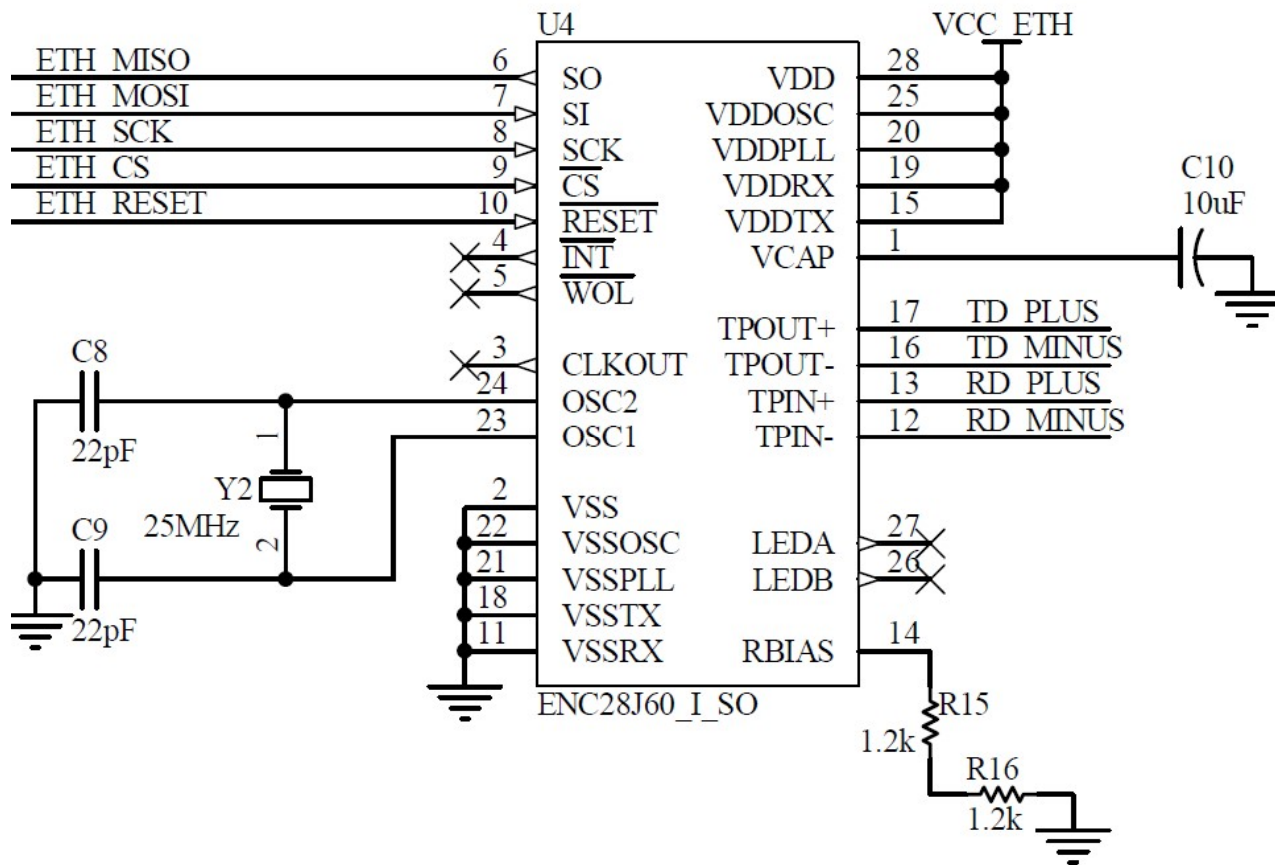 U4
VCC_ETH
ETH_MISO 6 SO VDD 28
ETH_MOSI 7 SI VDDOSC 25
ETH_SCK 8 SCK VDDPLL 20
ETH_CS 9 CS VDDRX 19
ETH_RESET 10 RESET VDDTX 15
4 INT VCAP 1
C10
10uF
5 WOL
TPOUT+ 17 TD_PLUS
3 CLKOUT TPOUT- 16 TD_MINUS
24 OSC2 TPIN+ 13 RD_PLUS
23 OSC1 TPIN- 12 RD_MINUS
C8
22pF
1
Y2
25MHz
2
C9
22pF
2 VSS
22 VSSOSC LEDA 27
21 VSSPLL LEDB 26
18 VSSTX
11 VSSRX RBIAS 14
ENC28J60_I_SO
R15
1.2k
R16
1.2k